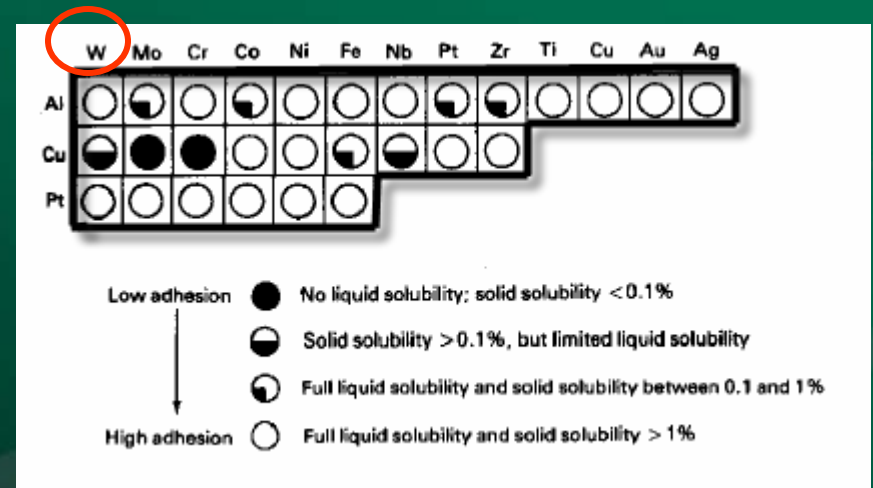 W Mo Cr Co Ni Fe Nb Pt Zr Ti Cu Au Ag
Al
Cu
Pt
Low adhesion No liquid solubility; solid solubility <0.1%
Solid solubility >0.1%, but limited liquid solubility
Full liquid solubility and solid solubility between 0.1 and 1%
High adhesion Full liquid solubility and solid solubility >1%